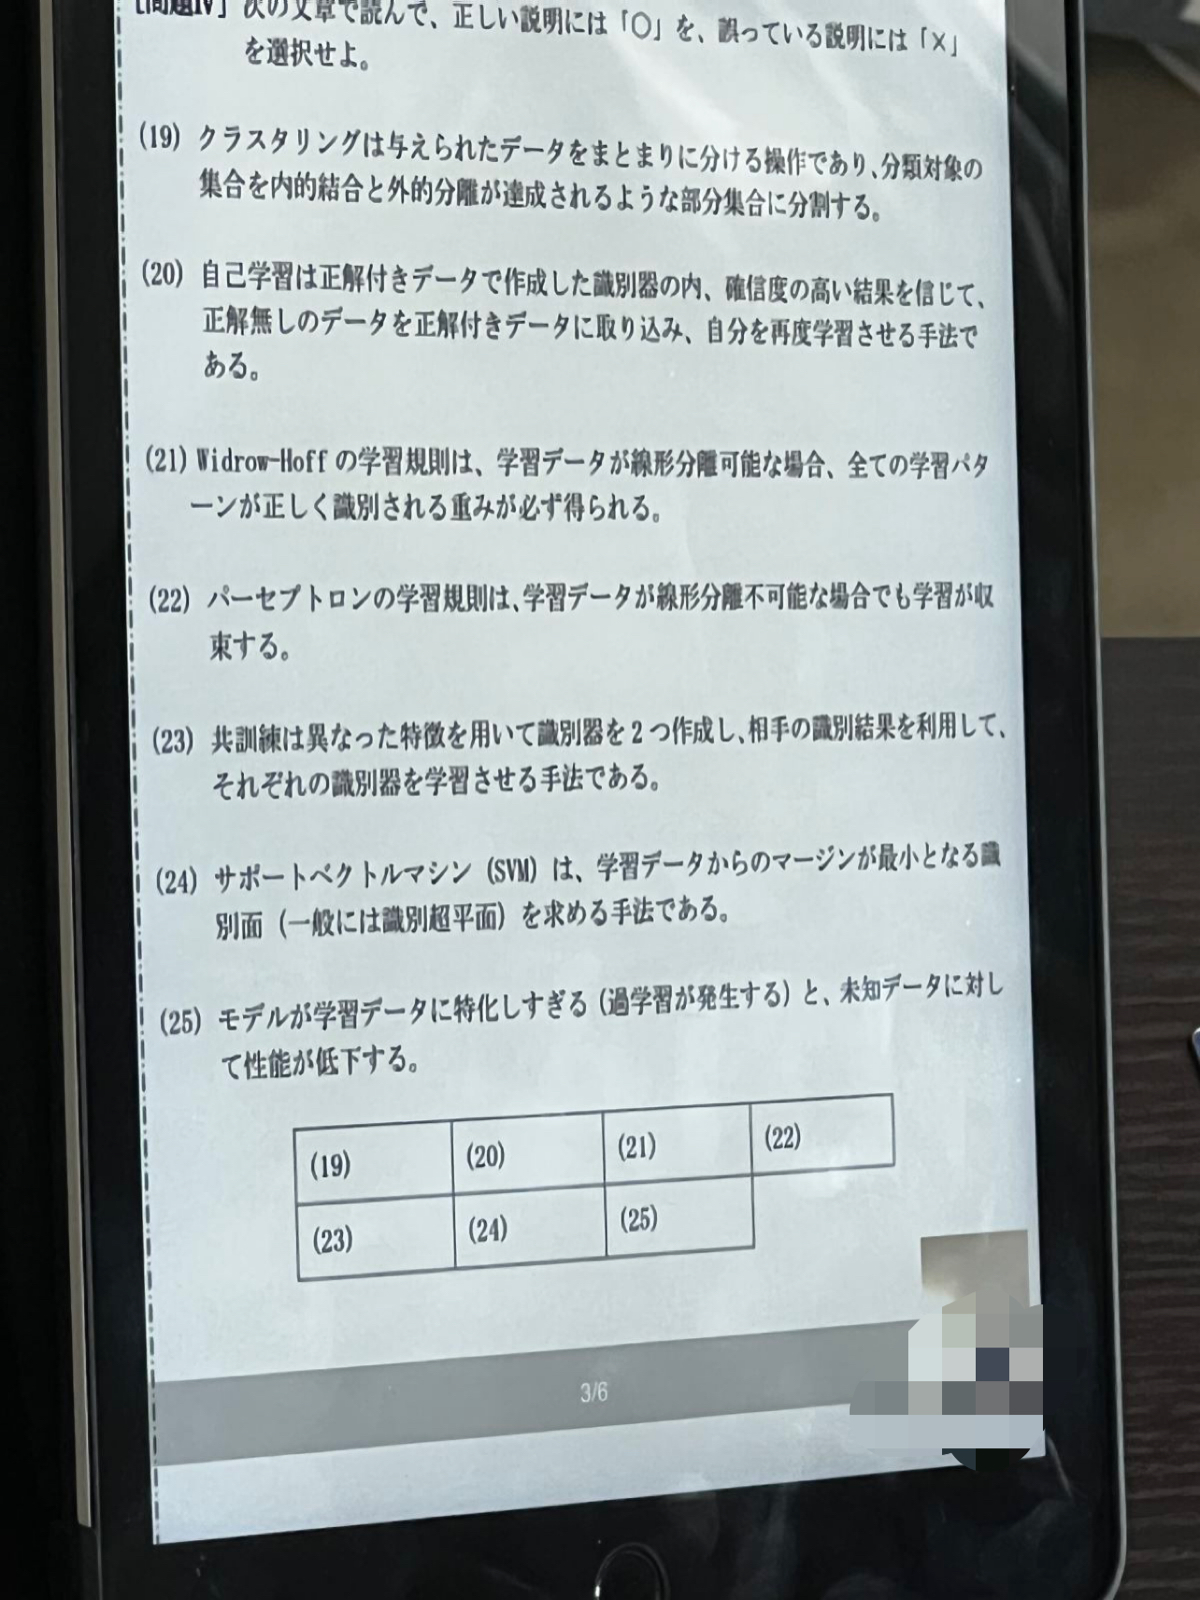 [問題Ⅳ] 次の文章で読んで、正しい説明には「○」を、誤っている説明には「×」
を選択せよ。
(19) クラスタリングは与えられたデータをまとまりに分ける操作であり、分類対象の
集合を内的結合と外的分離が達成されるような部分集合に分割する。
(20) 自己学習は正解付きデータで作成した識別器の内、確信度の高い結果を信じて、
正解無しのデータを正解付きデータに取り込み、自分を再度学習させる手法で
ある。
(21) Widrow-Hoff の学習規則は、学習データが線形分離可能な場合、全ての学習パタ
ーンが正しく識別される重みが必ず得られる。
(22) パーセプトロンの学習規則は、学習データが線形分離不可能な場合でも学習が収
束する。
(23) 共訓練は異なった特徴を用いて識別器を2つ作成し、相手の識別結果を利用して、
それぞれの識別器を学習させる手法である。
(24) サポートベクトルマシン (SVM) は、学習データからのマージンが最小となる識
別面 (一般には識別超平面) を求める手法である。
(25) モデルが学習データに特化しすぎる (過学習が発生する) と、未知データに対し
て性能が低下する。
(19) (20) (21) (22)
(23) (24) (25)
3/6